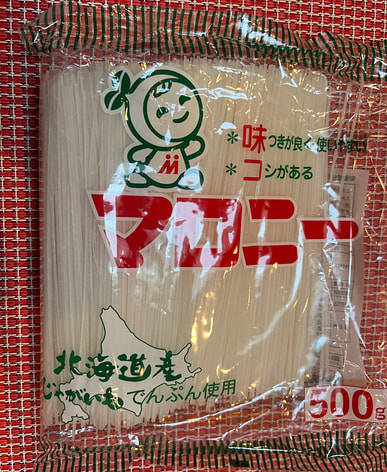 M
*味つきが良く使いやすい
*コシがある
マロニー
北海道産
じゃがいも でんぷん使用
500g